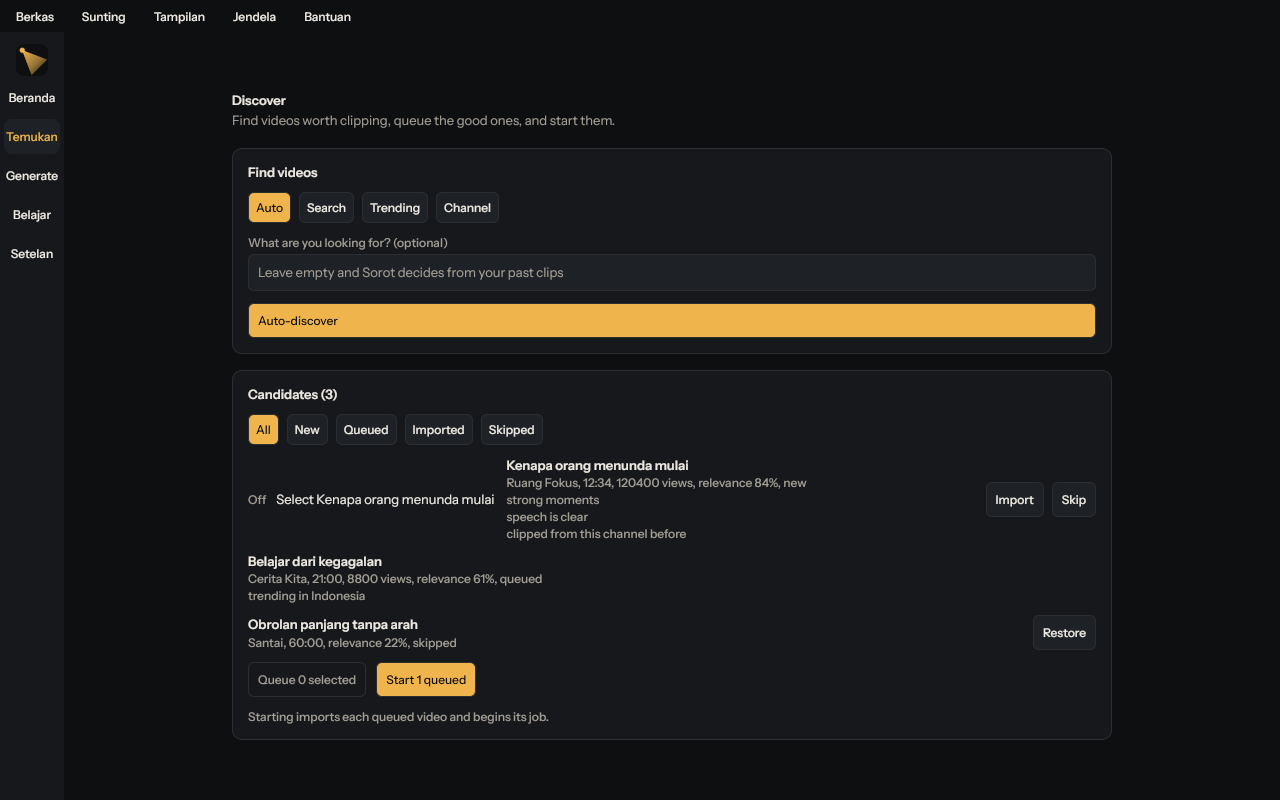 Berkas Sunting Tampilan Jendela Bantuan
Beranda
Temukan
Generate
Belajar
Setelan
Discover
Find videos worth clipping, queue the good ones, and start them.
Find videos
Auto Search Trending Channel
What are you looking for? (optional)
Leave empty and Sorot decides from your past clips
Auto-discover
Candidates (3)
All New Queued Imported Skipped
Off Select Kenapa orang menunda mulai
Kenapa orang menunda mulai
Ruang Fokus, 12:34, 120400 views, relevance 84%, new
strong moments
speech is clear
clipped from this channel before
Import Skip
Belajar dari kegagalan
Cerita Kita, 21:00, 8800 views, relevance 61%, queued
trending in Indonesia
Obrolan panjang tanpa arah
Santai, 60:00, relevance 22%, skipped
Restore
Queue 0 selected Start 1 queued
Starting imports each queued video and begins its job.